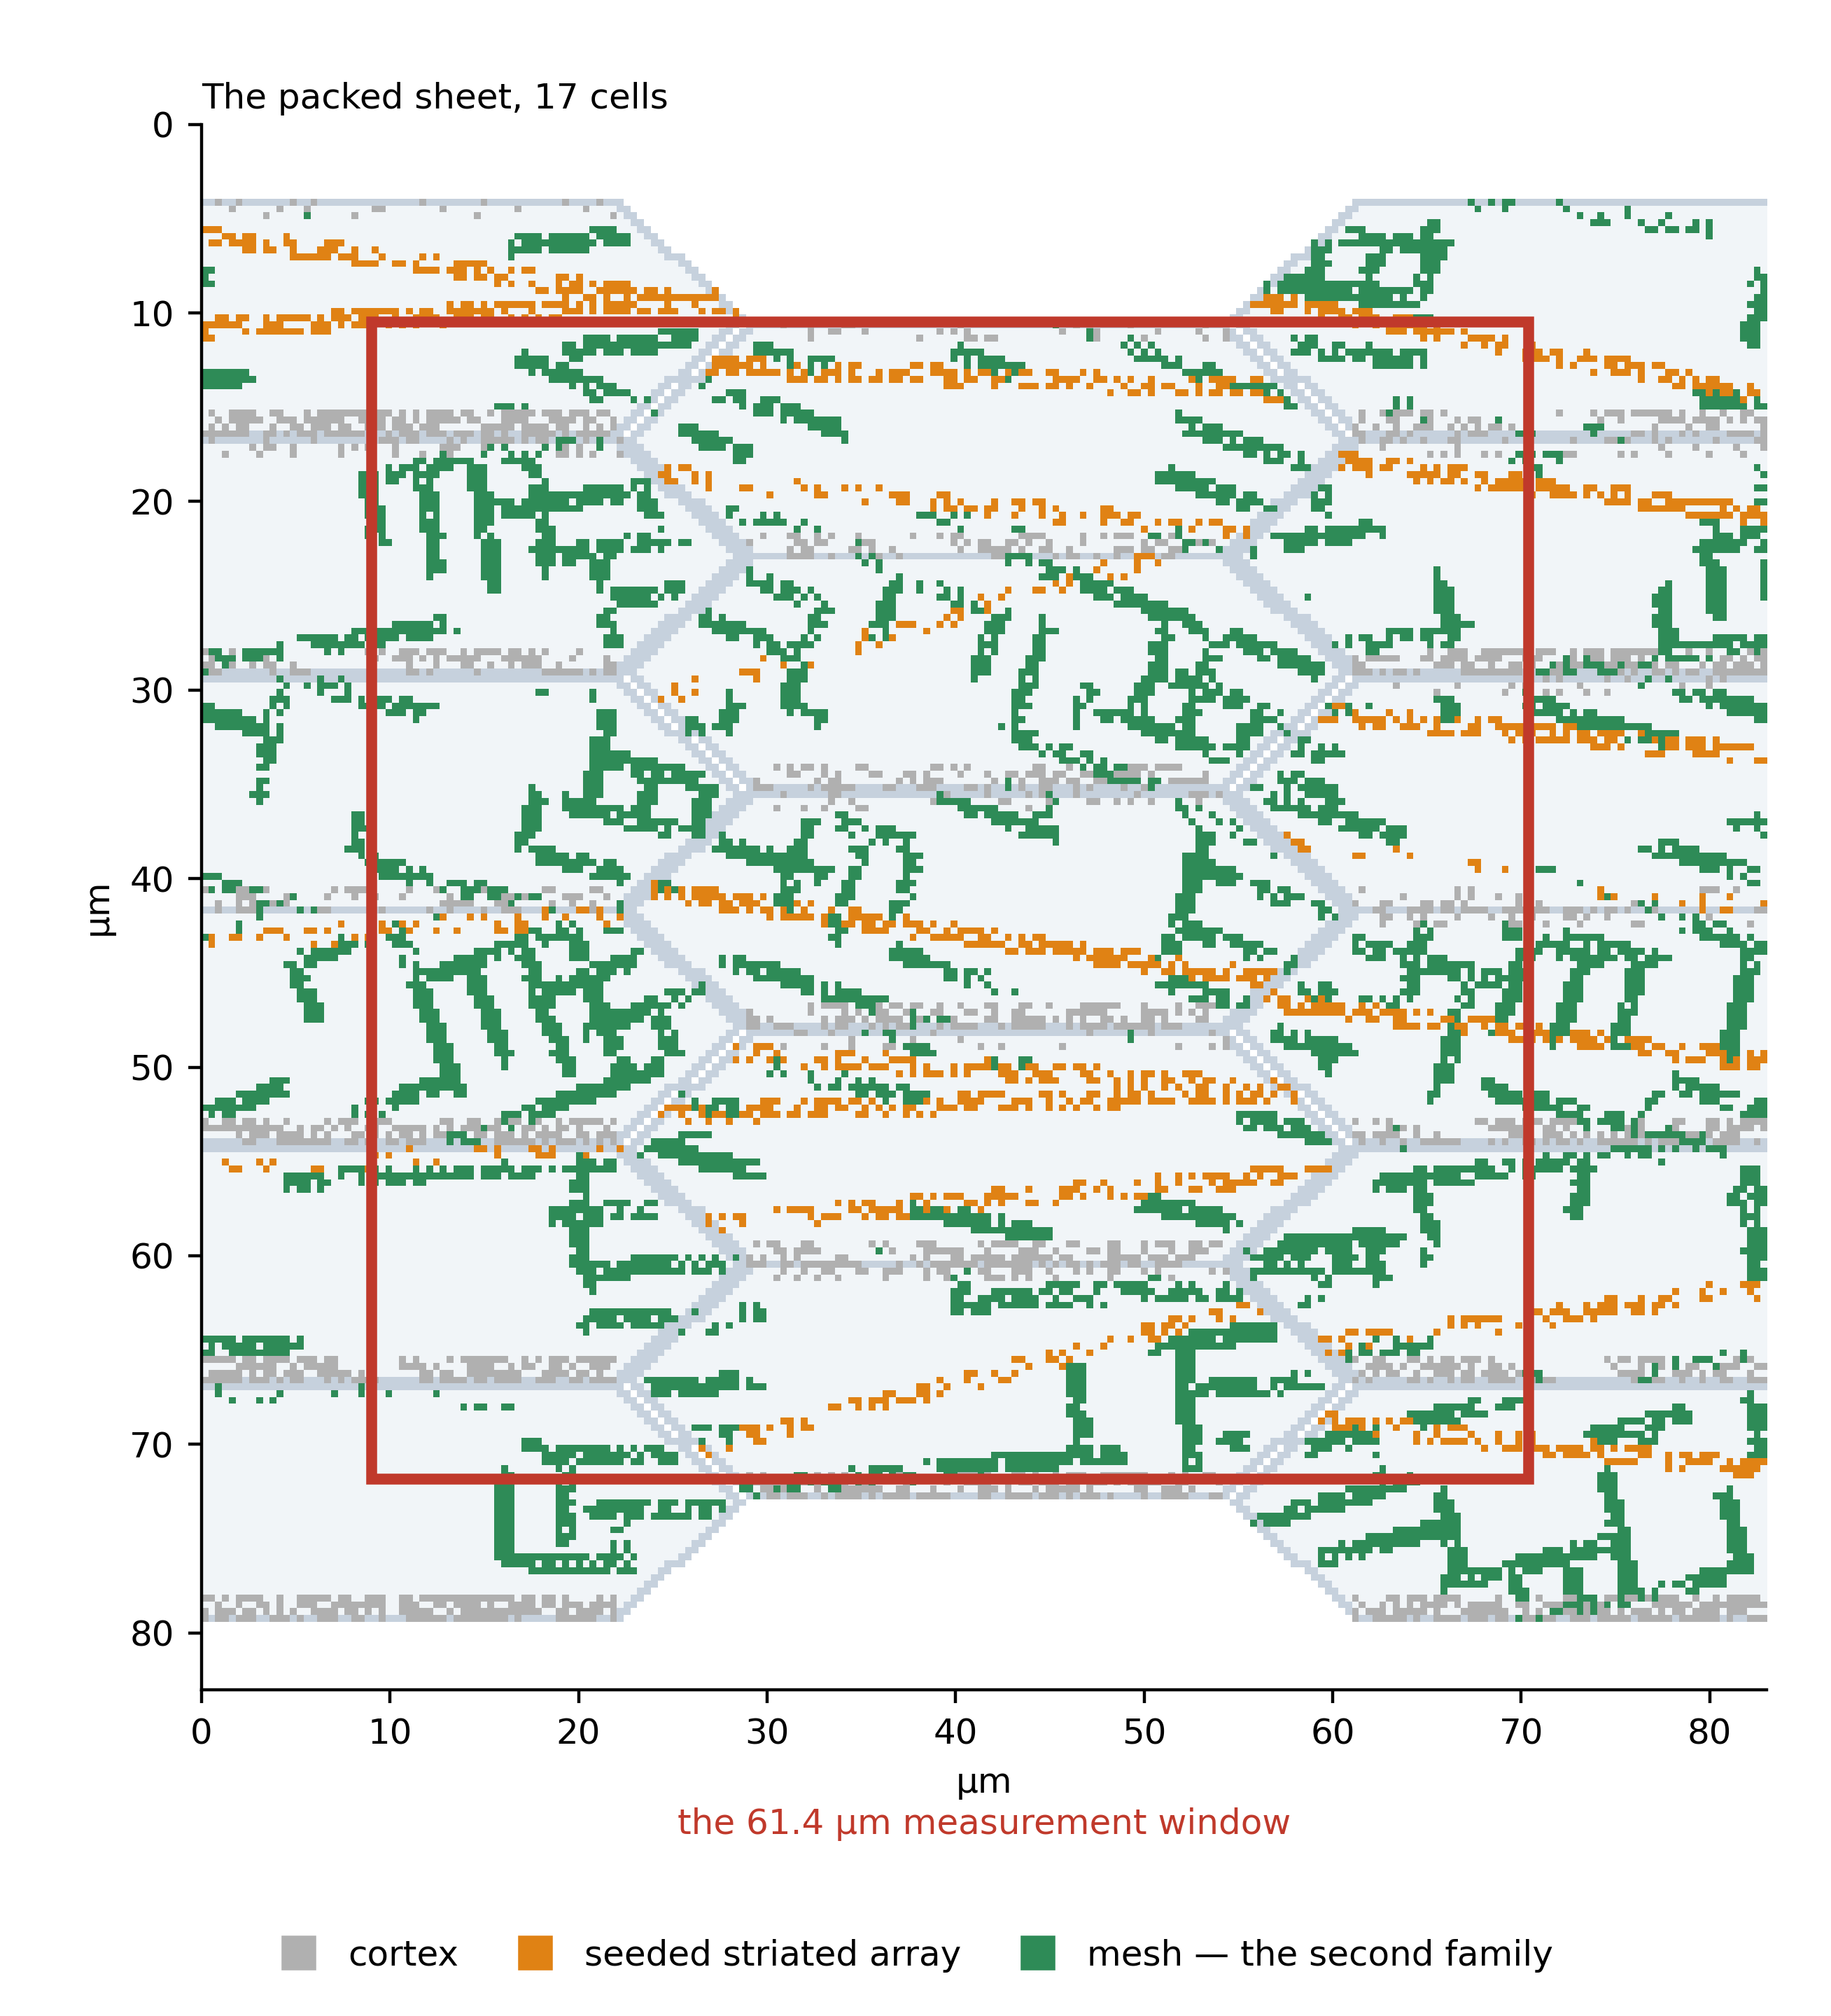 The packed sheet, 17 cells
0
10
20
30
40
50
60
70
80
µm
0 10 20 30 40 50 60 70 80
µm
the 61.4 µm measurement window
cortex seeded striated array mesh — the second family